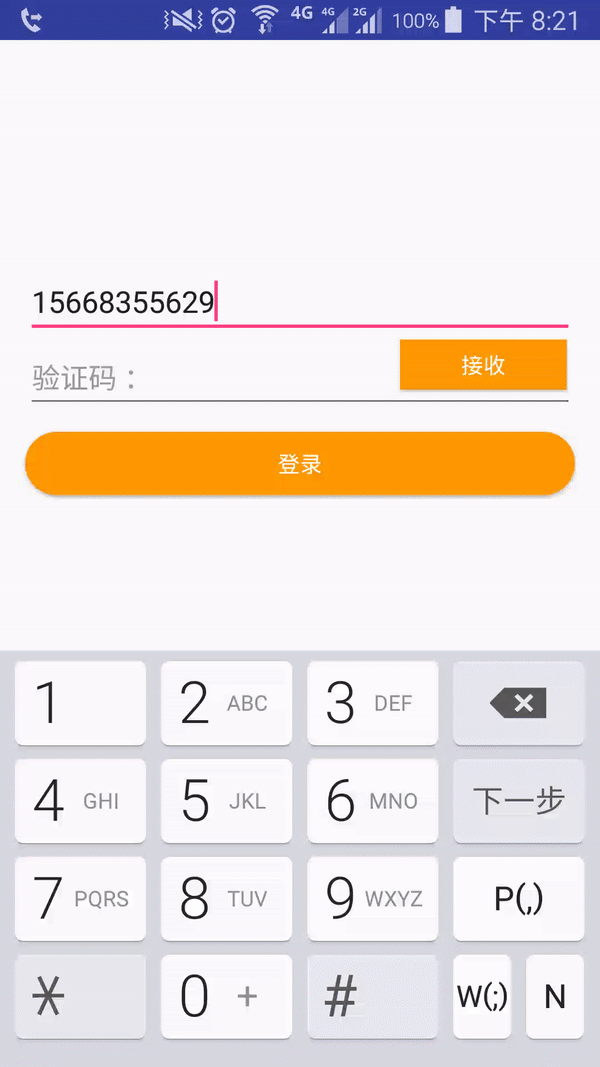 4G 4G 2G 100% 下午 8:21
15668355629
验证码： 接收
登录
1 2 ABC 3 DEF
4 GHI 5 JKL 6 MNO 下一步
7 PQRS 8 TUV 9 WXYZ P(,)
* 0 + # W(;) N